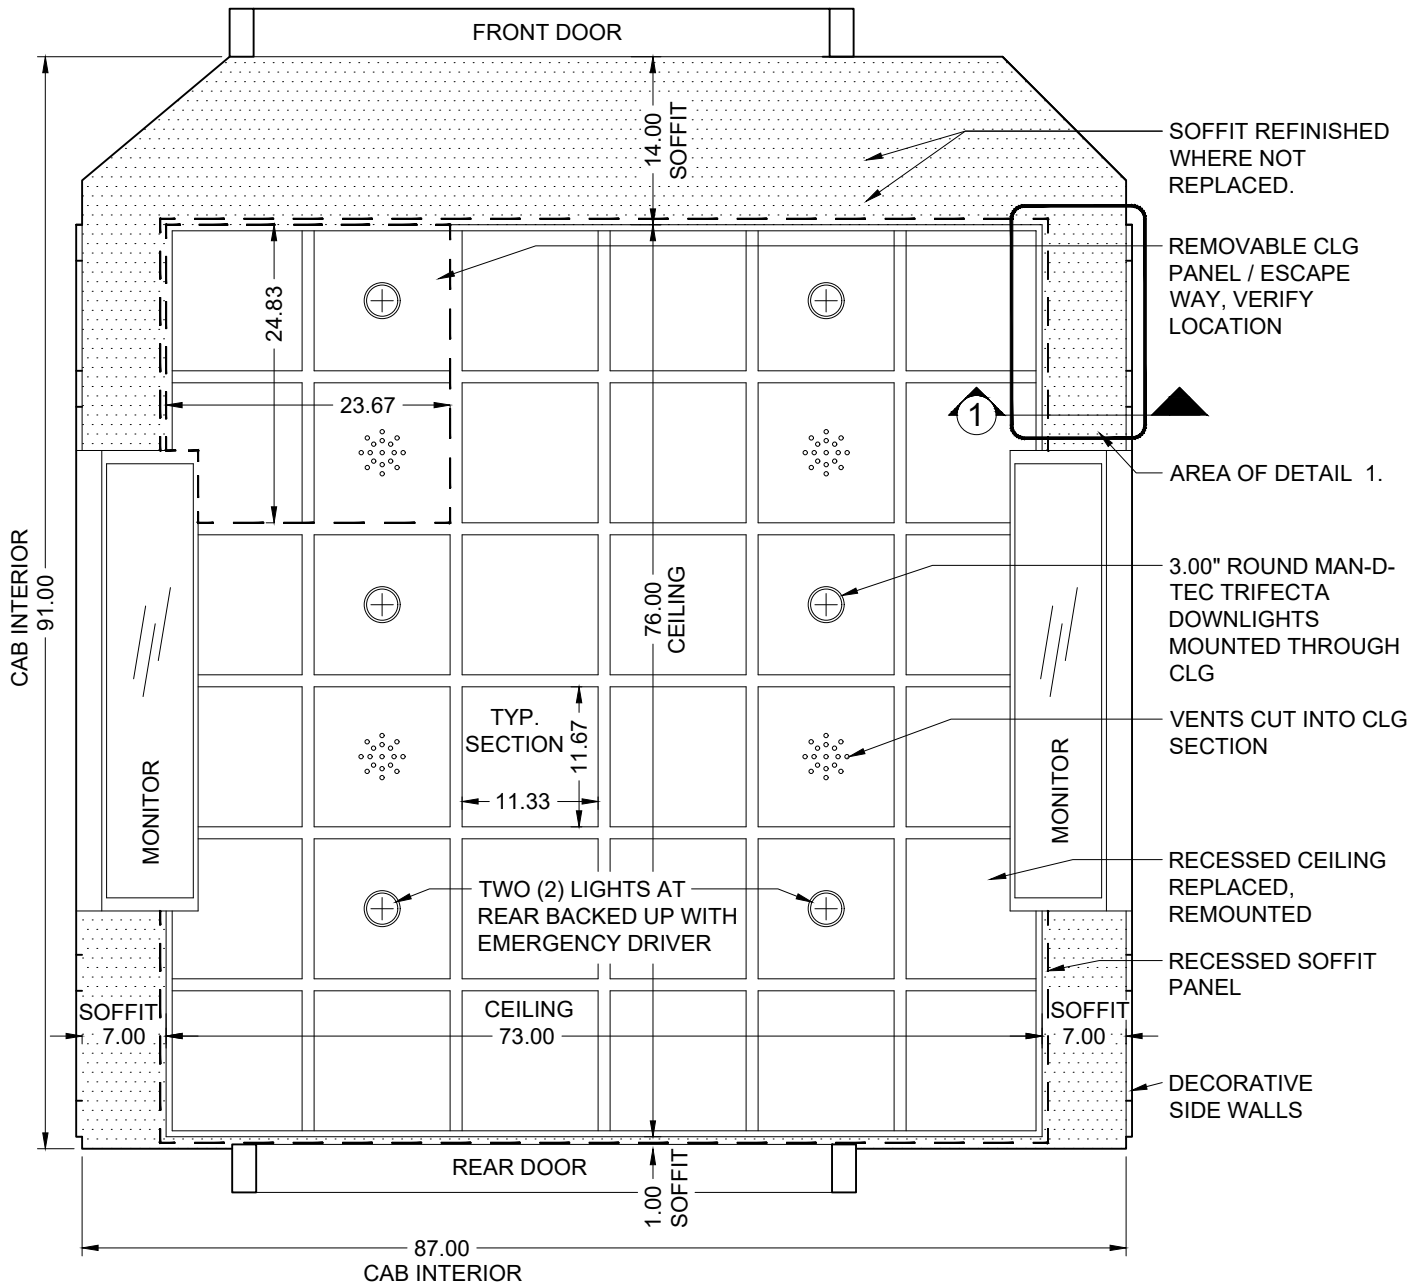 FRONT DOOR
14.00
SOFFIT
SOFFIT REFINISHED
WHERE NOT
REPLACED.
REMOVABLE CLG
PANEL / ESCAPE
WAY, VERIFY
LOCATION
24.83
23.67
1
AREA OF DETAIL 1.
CAB INTERIOR
91.00
76.00
CEILING
3.00" ROUND MAN-D-
TEC TRIFECTA
DOWNLIGHTS
MOUNTED THROUGH
CLG
TYP.
SECTION
11.67
11.33
VENTS CUT INTO CLG
SECTION
MONITOR
MONITOR
TWO (2) LIGHTS AT
REAR BACKED UP WITH
EMERGENCY DRIVER
RECESSED CEILING
REPLACED,
REMOUNTED
RECESSED SOFFIT
PANEL
SOFFIT
7.00
CEILING
73.00
SOFFIT
7.00
DECORATIVE
SIDE WALLS
REAR DOOR
1.00
SOFFIT
87.00
CAB INTERIOR